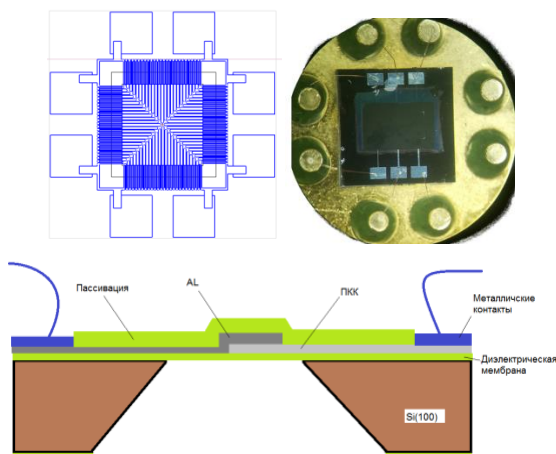 Пассивация
AL
ПКК
Металличские
контакты
Диэлектрическая
мембрана
Si(100)